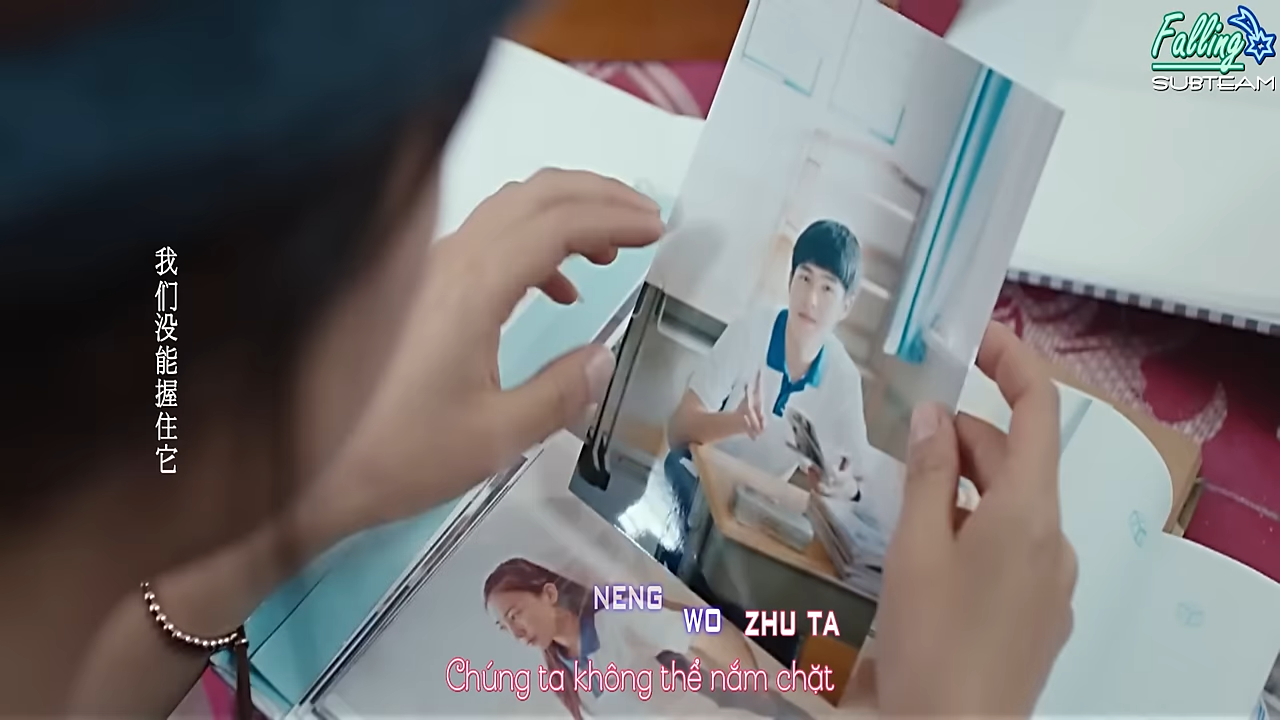 Falling
SUBTEAM
我们没能握住它
NENG WO ZHU TA
Chúng ta không thể nắm chặt